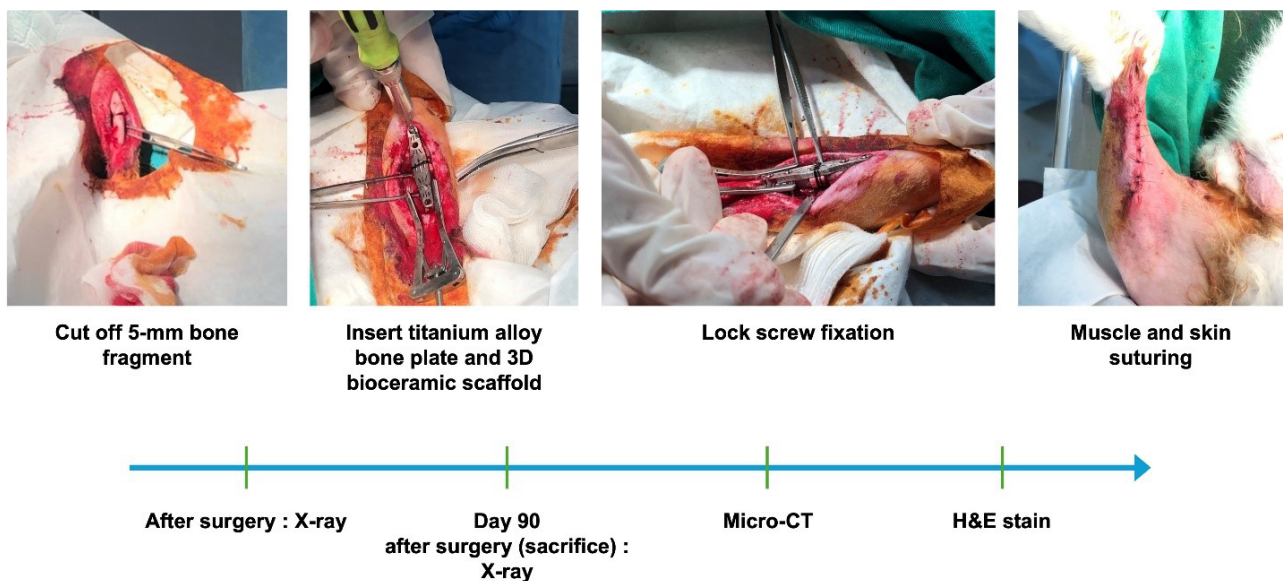 Cut off 5-mm bone
fragment
Insert titanium alloy
bone plate and 3D
bioceramic scaffold
Lock screw fixation
Muscle and skin
suturing
After surgery : X-ray
Day 90
after surgery (sacrifice) :
X-ray
Micro-CT
H&E stain